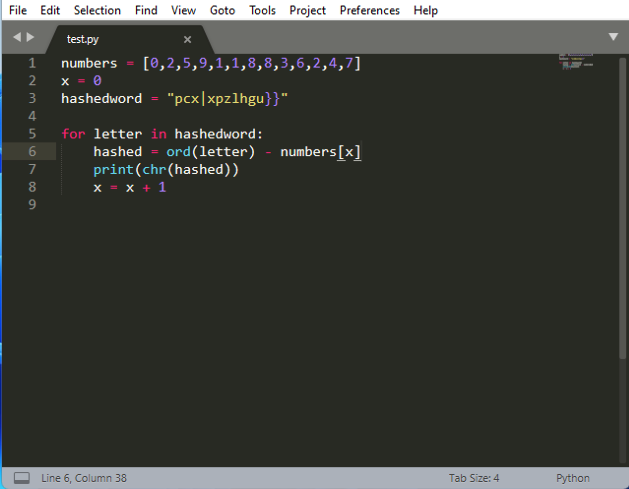 File Edit Selection Find View Goto Tools Project Preferences Help
test.py ×
1 numbers = [0,2,5,9,1,1,8,8,3,6,2,4,7]
2 x = 0
3 hashedword = "pcx|xpzlhgu}}"
4
5 for letter in hashedword:
6     hashed = ord(letter) - numbers[x]
7     print(chr(hashed))
8     x = x + 1
9
Line 6, Column 38 Tab Size: 4 Python